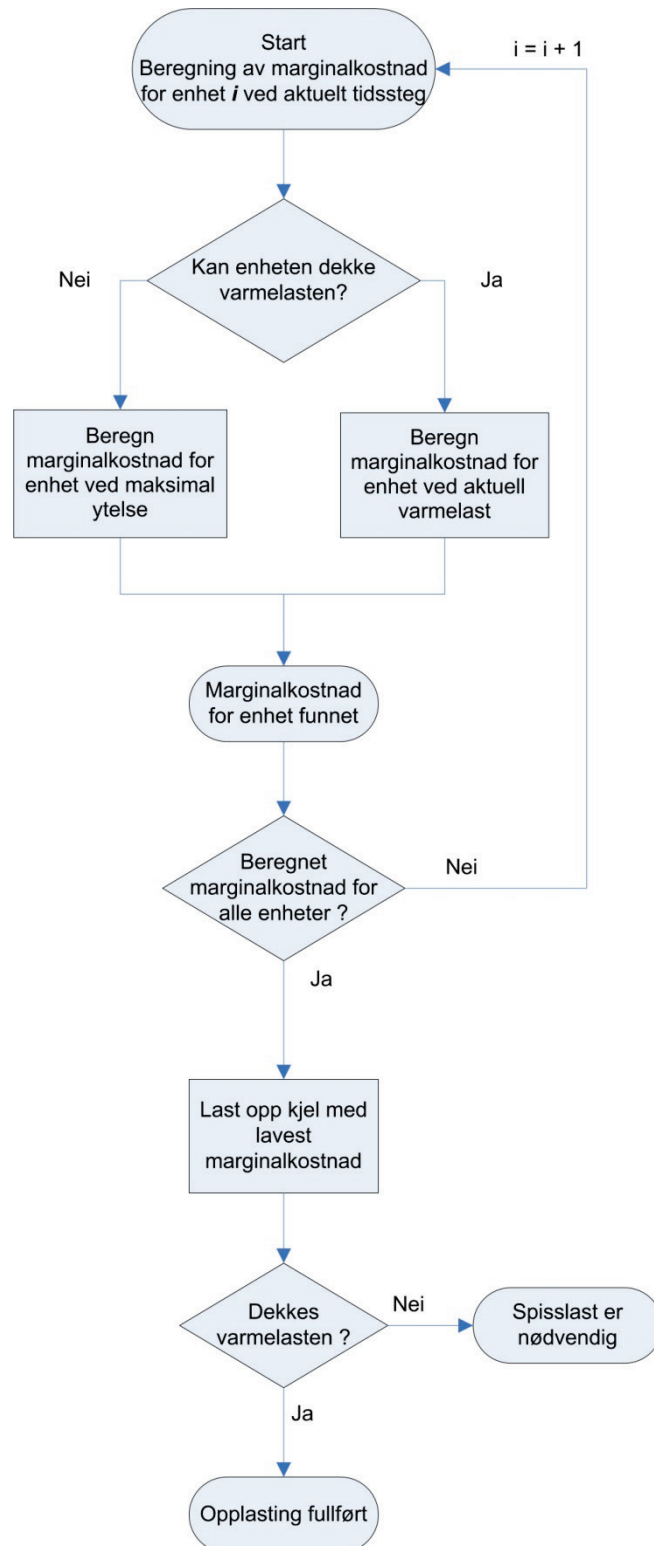 Start
Beregning av marginalkostnad
for enhet i ved aktuelt tidssteg
i = i + 1
Kan enheten dekke
varmelasten?
Nei
Ja
Beregn
marginalkostnad for
enhet ved maksimal
ytelse
Beregn
marginalkostnad for
enhet ved aktuell
varmelast
Marginalkostnad
for enhet funnet
Beregnet
marginalkostnad for
alle enheter ?
Nei
Ja
Last opp kjel med
lavest
marginalkostnad
Dekkes
varmelasten ?
Nei
Spisslast er
nødvendig
Ja
Opplasting fullført